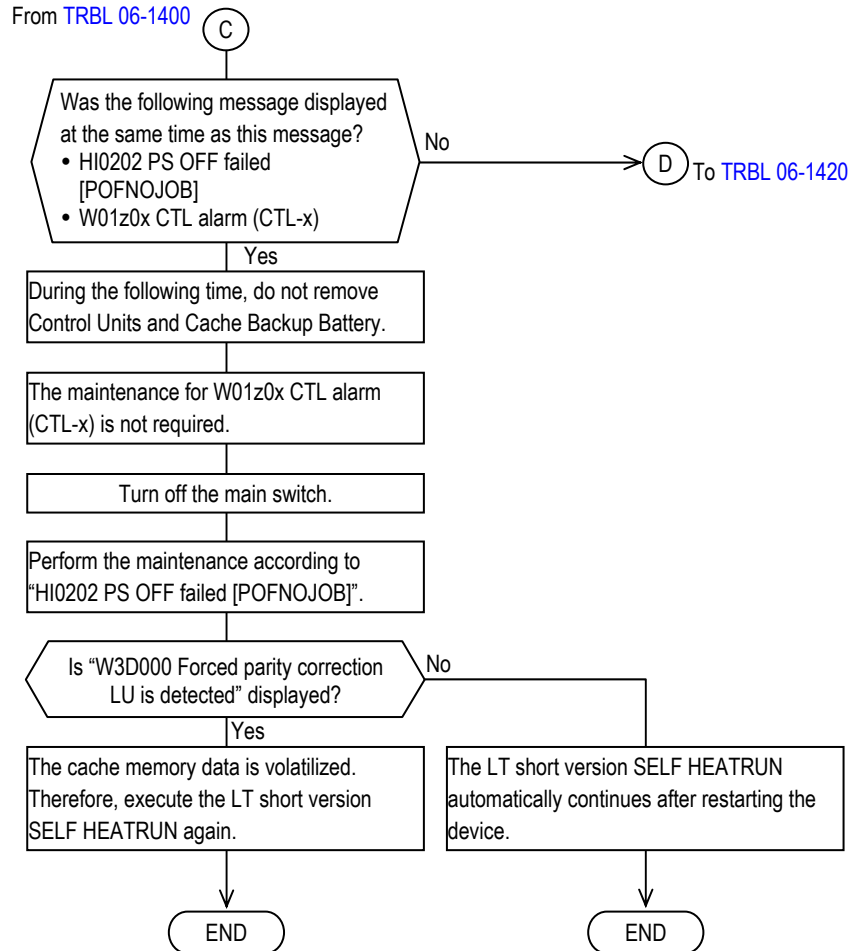 From TRBL 06-1400
C
Was the following message displayed
at the same time as this message?
• HI0202 PS OFF failed
[POFNOJOB]
• W01z0x CTL alarm (CTL-x)
No
D
To TRBL 06-1420
Yes
During the following time, do not remove
Control Units and Cache Backup Battery.
The maintenance for W01z0x CTL alarm
(CTL-x) is not required.
Turn off the main switch.
Perform the maintenance according to
“HI0202 PS OFF failed [POFNOJOB]”.
Is “W3D000 Forced parity correction
LU is detected” displayed?
No
Yes
The cache memory data is volatilized.
Therefore, execute the LT short version
SELF HEATRUN again.
The LT short version SELF HEATRUN
automatically continues after restarting the
device.
END
END